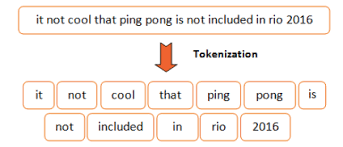 it not cool that ping pong is not included in rio 2016
Tokenization
it not cool that ping pong is
not included in rio 2016